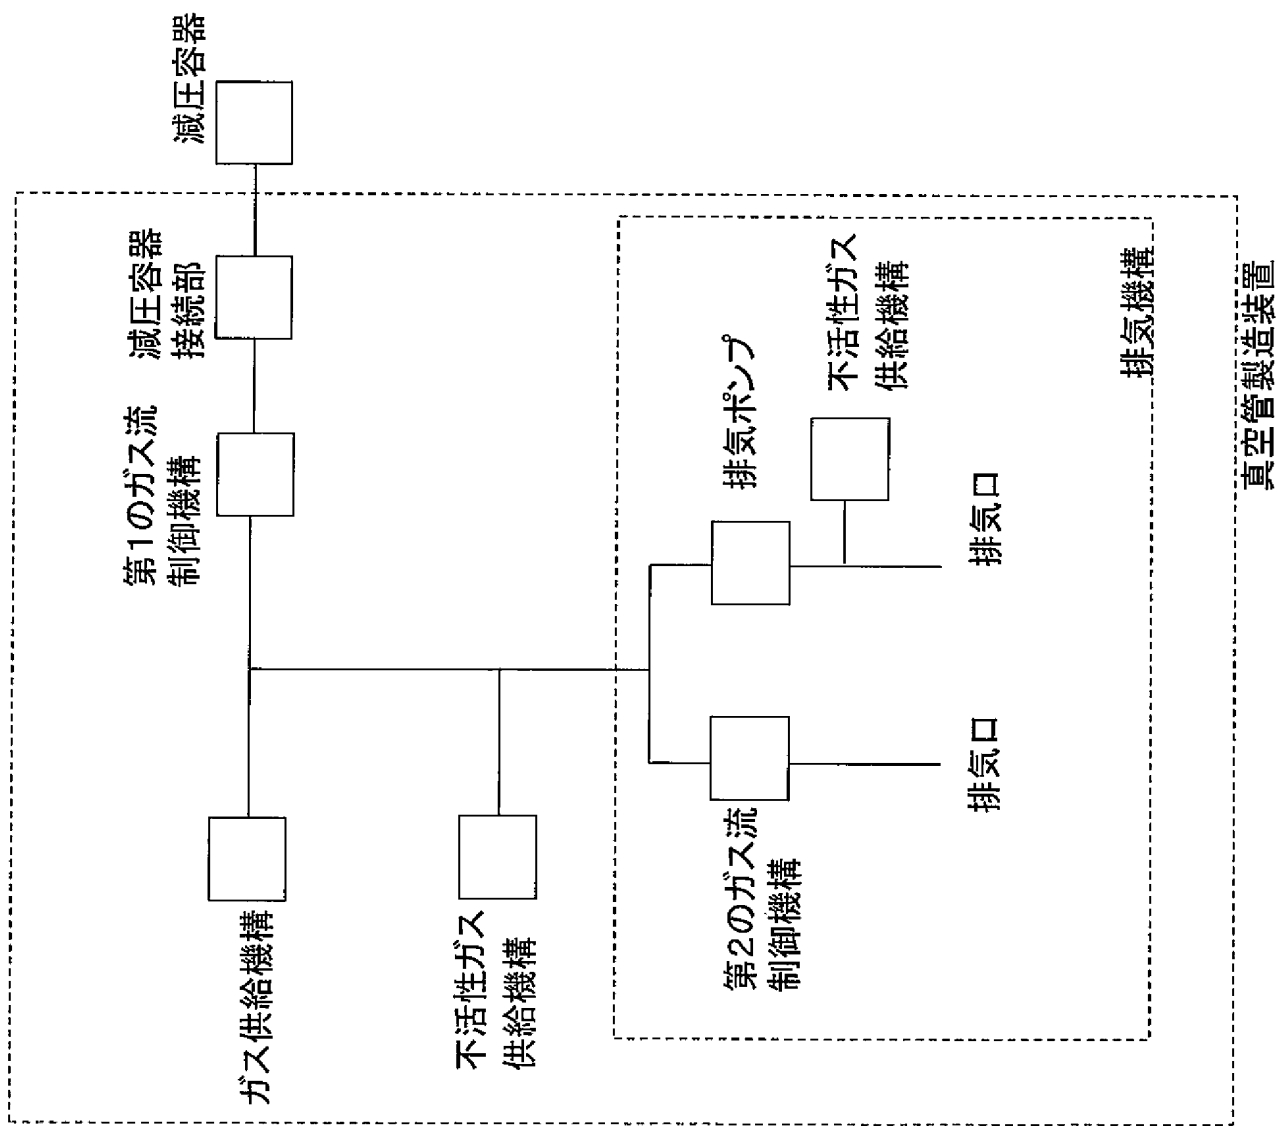 減圧容器
減圧容器
接続部
第1のガス流
制御機構
ガス供給機構
不活性ガス
供給機構
排気ポンプ
不活性ガス
供給機構
第2のガス流
制御機構
排気口
排気口
排気機構
真空管製造装置